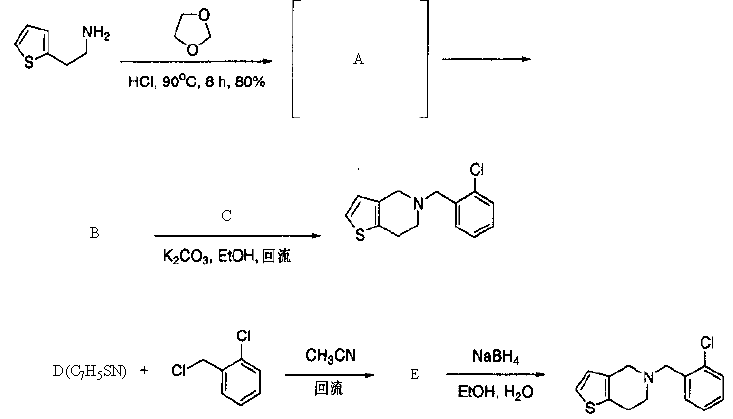 NH₂
S
O
O
HCl, 90°C, 8 h, 80%
A
B
C
K₂CO₃, EtOH, 回流
S
N
Cl
D(C₇H₅SN) +
Cl
Cl
CH₃CN
回流
E
NaBH₄
EtOH, H₂O
S
N
Cl